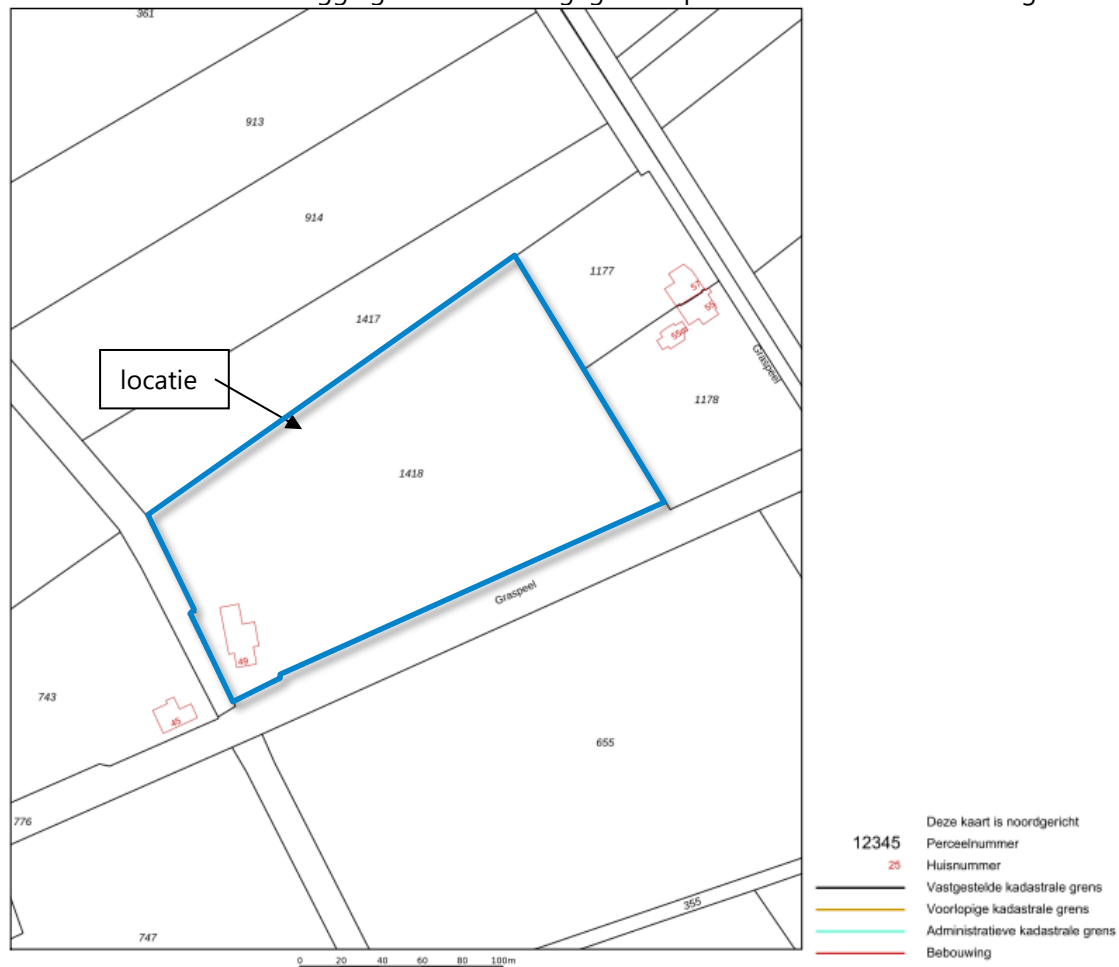 361
913
914
1177
57
55
55a
1417
Graspeel
locatie
1178
1418
Graspeel
49
743
45
655
776
355
747
0 20 40 60 80 100m
Deze kaart is noordgericht
12345 Perceelnummer
25 Huisnummer
Vastgestelde kadastrale grens
Voorlopige kadastrale grens
Administratieve kadastrale grens
Bebouwing